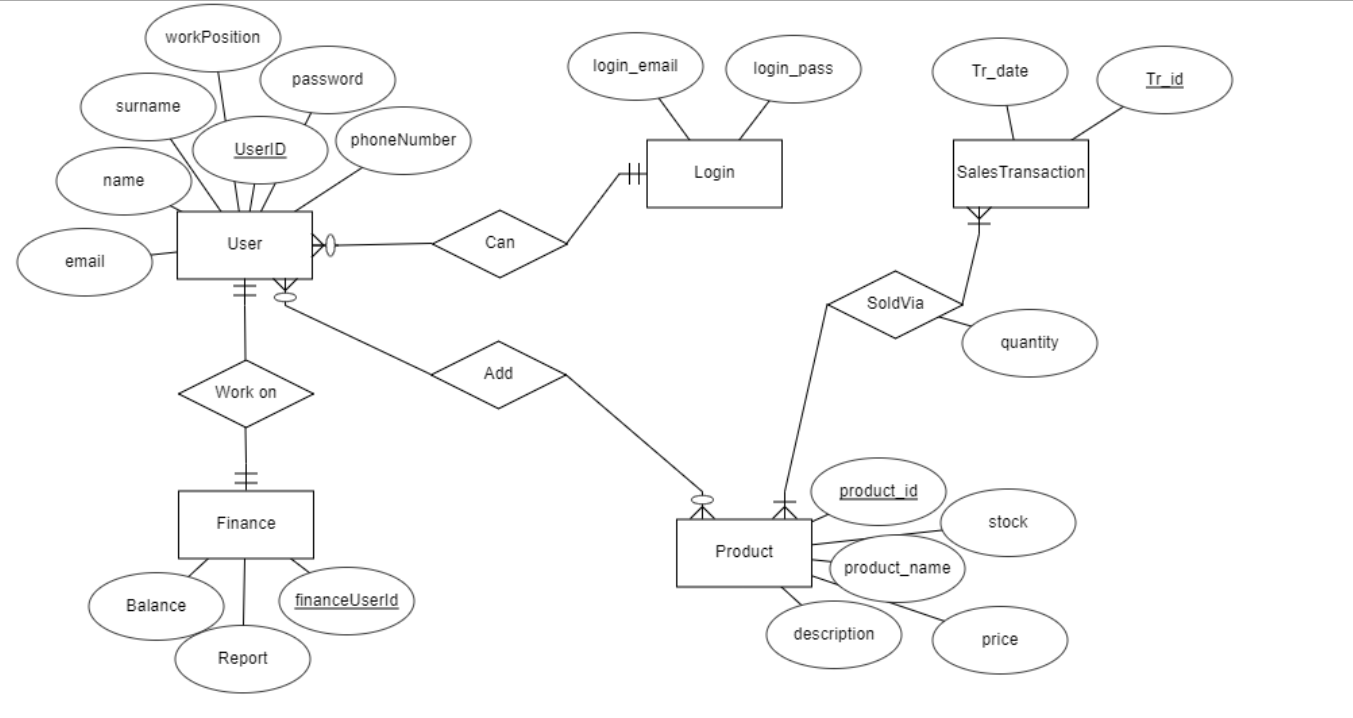 workPosition
password
surname
UserID
phoneNumber
name
User
email
login_email
login_pass
Login
Can
Tr_date
Tr_id
SalesTransaction
SoldVia
quantity
Work on
Add
Finance
Balance
financeUserId
Report
Product
product_id
stock
product_name
description
price